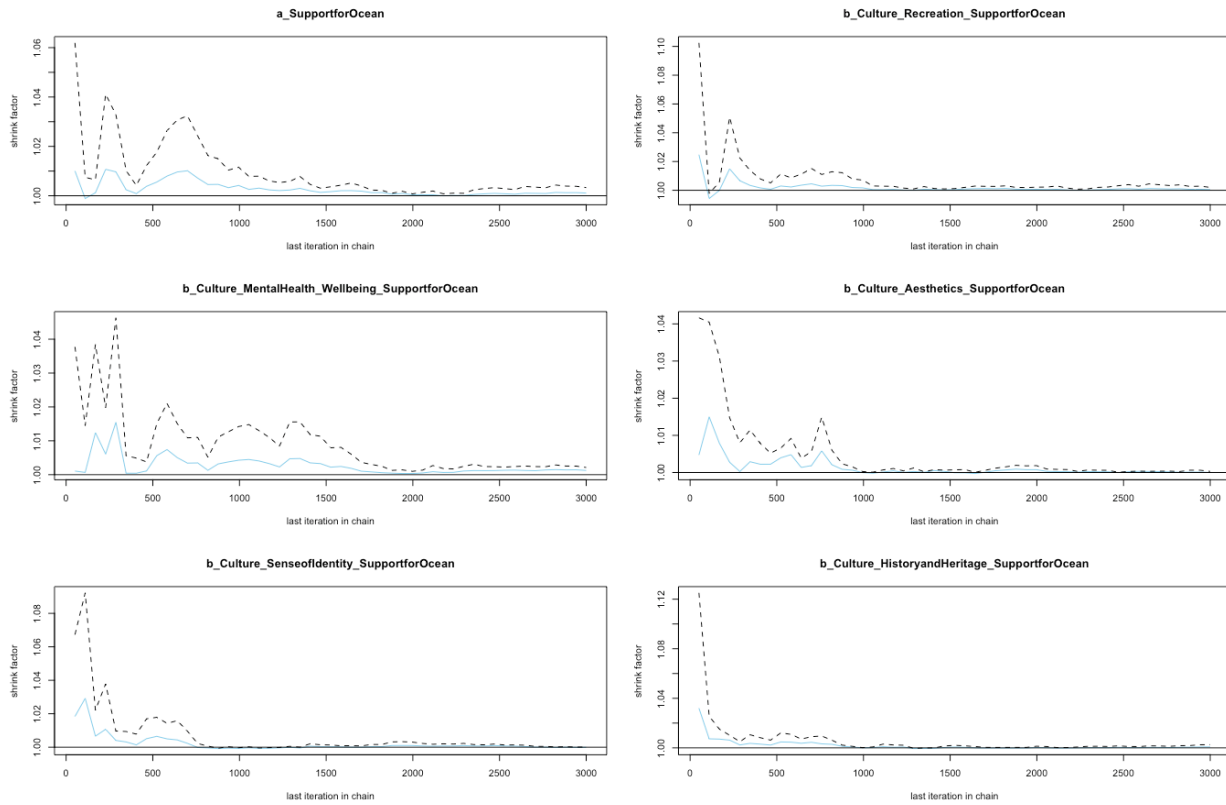 a_SupportforOcean
shrink factor
1.00 1.02 1.04 1.06
0 500 1000 1500 2000 2500 3000
last iteration in chain
b_Culture_Recreation_SupportforOcean
shrink factor
1.00 1.02 1.04 1.06 1.08 1.10
0 500 1000 1500 2000 2500 3000
last iteration in chain
b_Culture_MentalHealth_Wellbeing_SupportforOcean
shrink factor
1.00 1.01 1.02 1.03 1.04
0 500 1000 1500 2000 2500 3000
last iteration in chain
b_Culture_Aesthetics_SupportforOcean
shrink factor
1.00 1.01 1.02 1.03 1.04
0 500 1000 1500 2000 2500 3000
last iteration in chain
b_Culture_SenseofIdentity_SupportforOcean
shrink factor
1.00 1.02 1.04 1.06 1.08
0 500 1000 1500 2000 2500 3000
last iteration in chain
b_Culture_HistoryandHeritage_SupportforOcean
shrink factor
1.00 1.04 1.08 1.12
0 500 1000 1500 2000 2500 3000
last iteration in chain